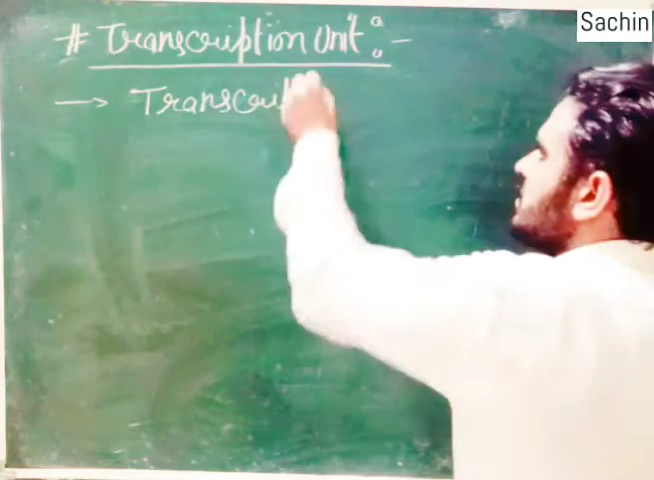 Sachin
# Transcription Unit :-
→ Transcri